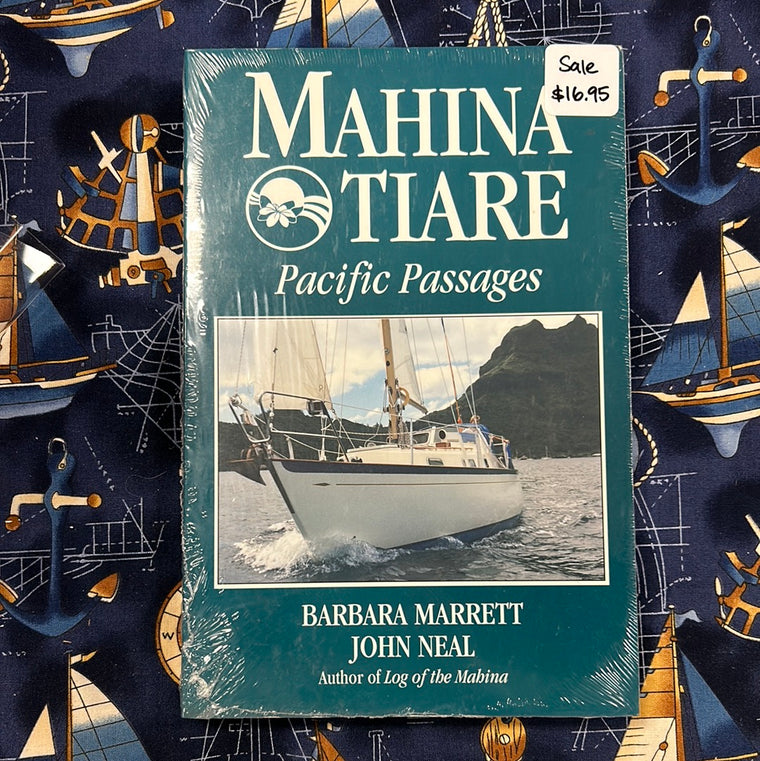 Sale
$16.95
MAHINA
TIARE
Pacific Passages
BARBARA MARRETT
JOHN NEAL
Author of Log of the Mahina
W